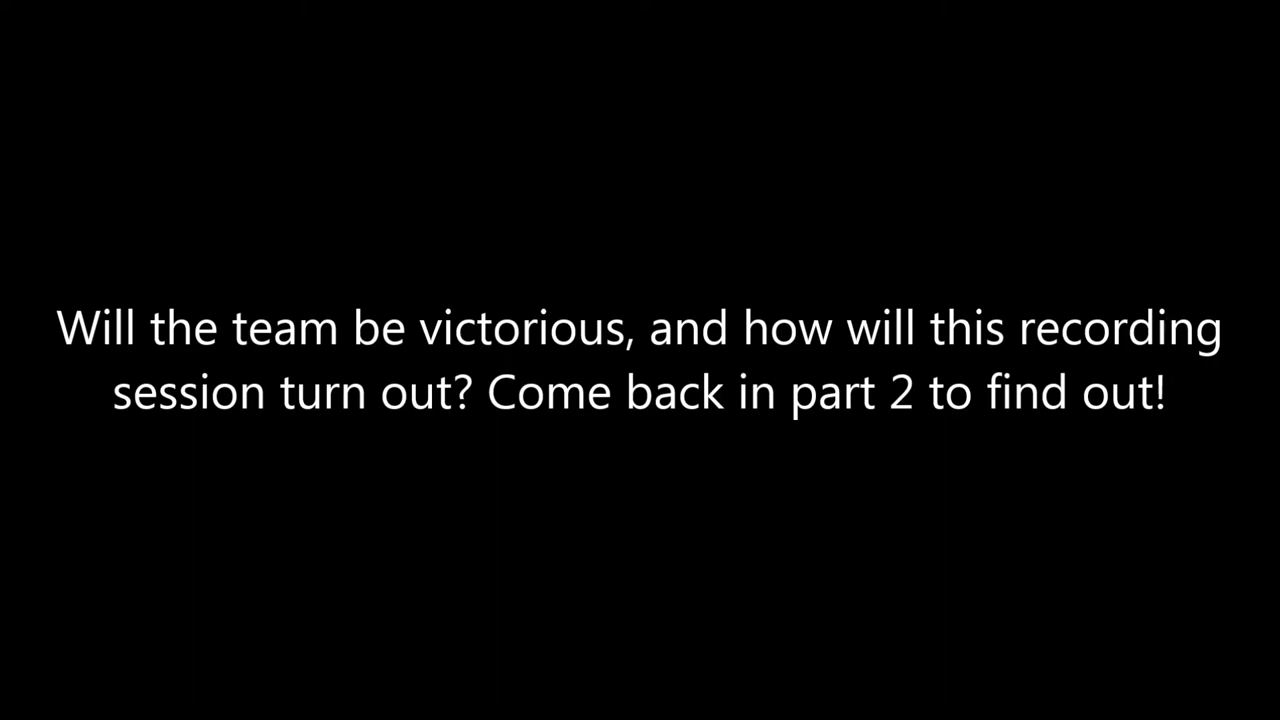 Will the team be victorious, and how will this recording
session turn out? Come back in part 2 to find out!